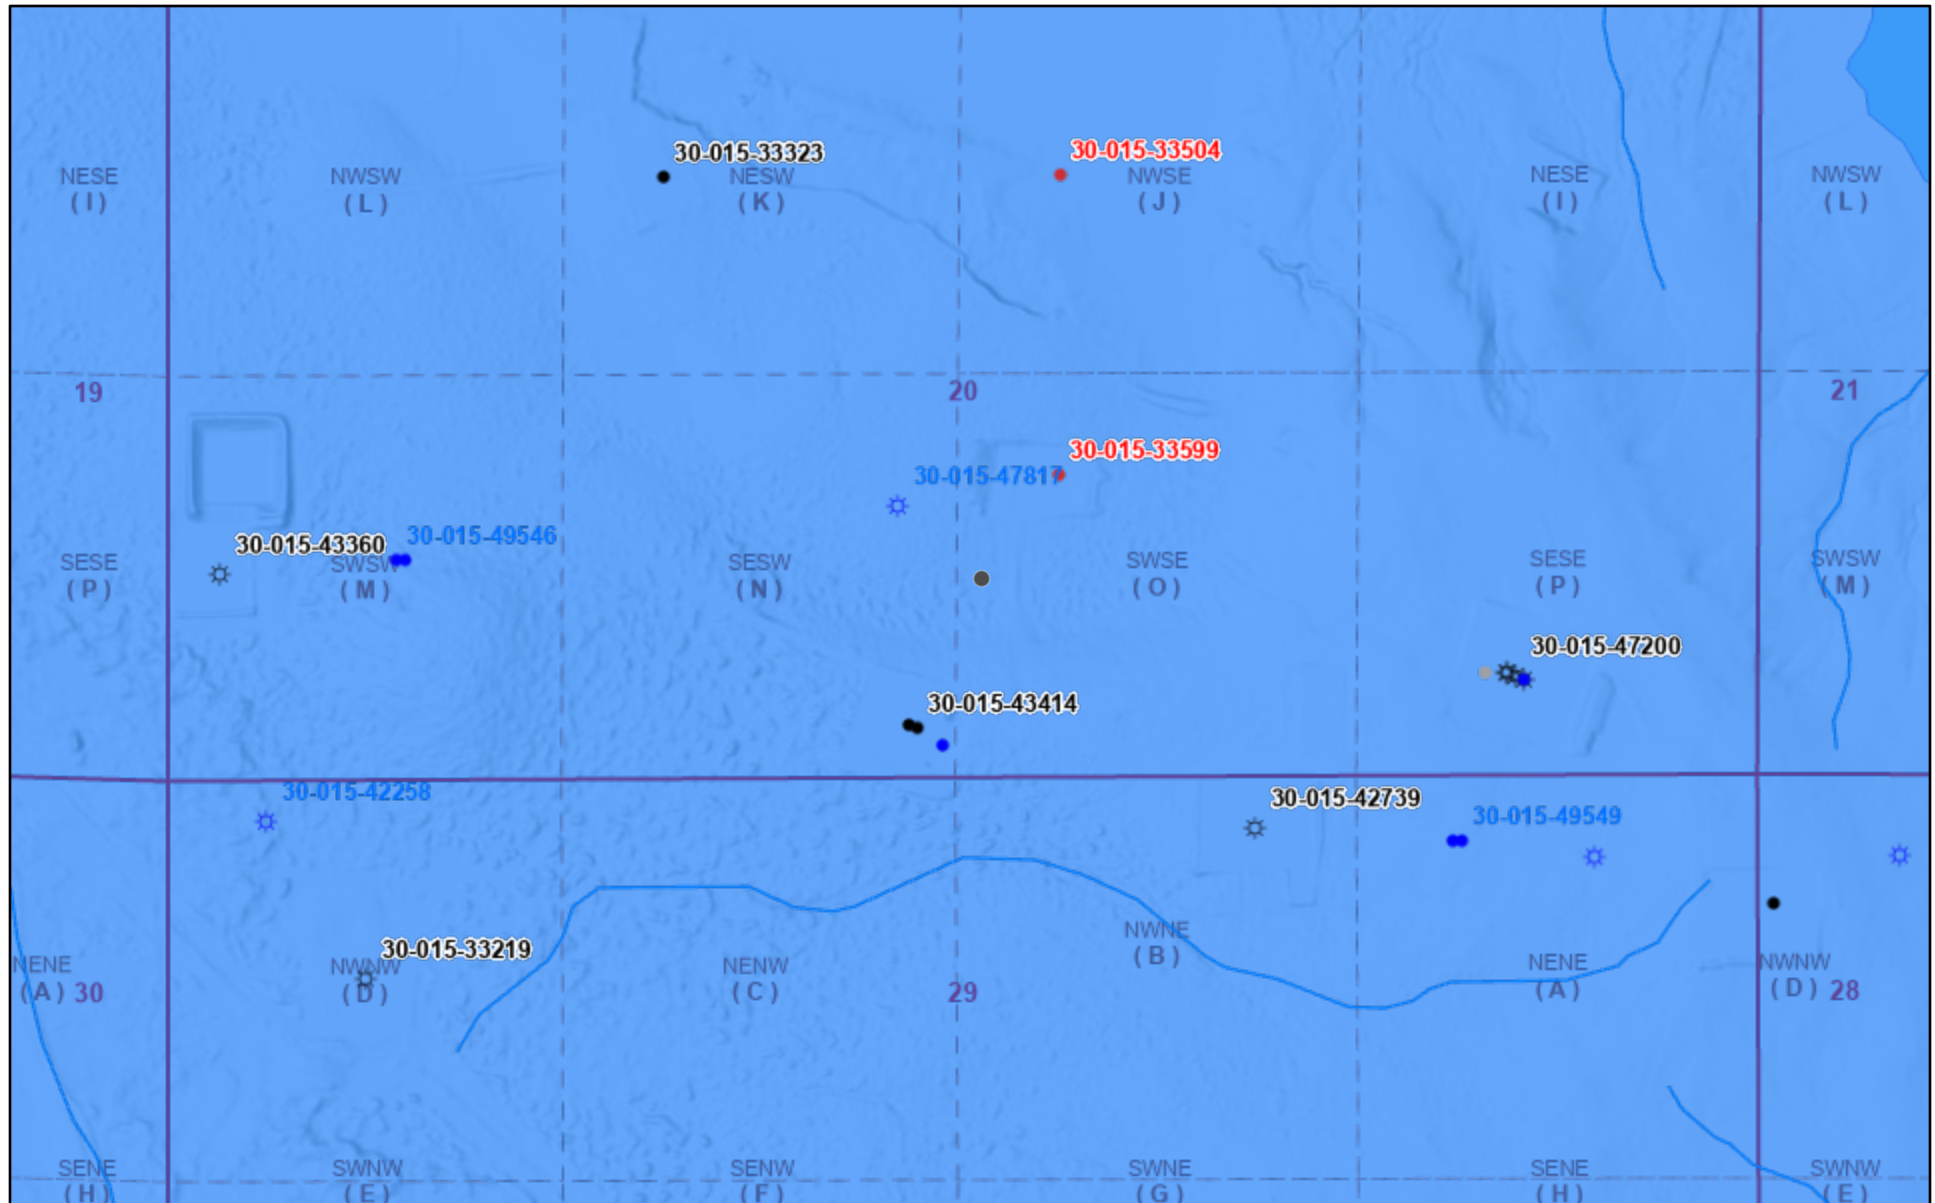 30-015-33323
30-015-33504
NESE
(I)
NWSW
(L)
NESW
(K)
NWSE
(J)
NESE
(I)
NWSW
(L)
19
20
21
30-015-33599
30-015-47817
30-015-43360
30-015-49546
SESE
(P)
SWSW
(M)
SESW
(N)
SWSE
(O)
SESE
(P)
SWSW
(M)
30-015-47200
30-015-43414
30-015-42258
30-015-42739
30-015-49549
30-015-33219
NENE
(A) 30
NWNW
(D)
NENW
(C)
29
NWNE
(B)
NENE
(A)
NWNW
(D) 28
SENE
(H)
SWNW
(E)
SENW
(F)
SWNE
(G)
SENE
(H)
SWNW
(E)